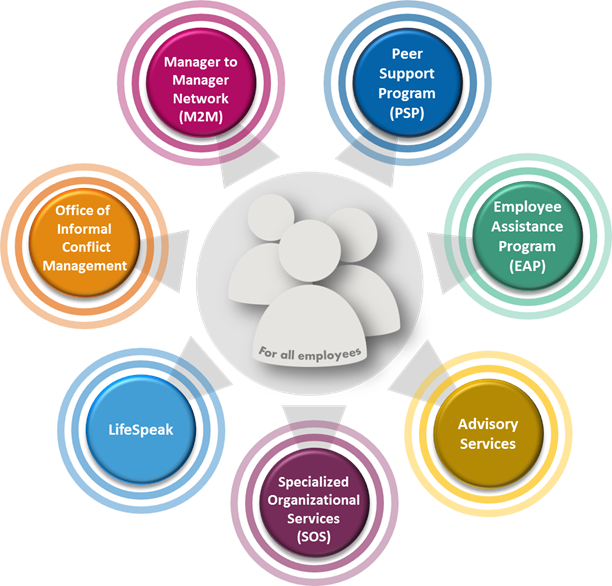 Manager to
Manager
Network
(M2M)
Peer
Support
Program
(PSP)
Office of
Informal
Conflict
Management
Employee
Assistance
Program
(EAP)
For all employees
LifeSpeak
Advisory
Services
Specialized
Organizational
Services
(SOS)